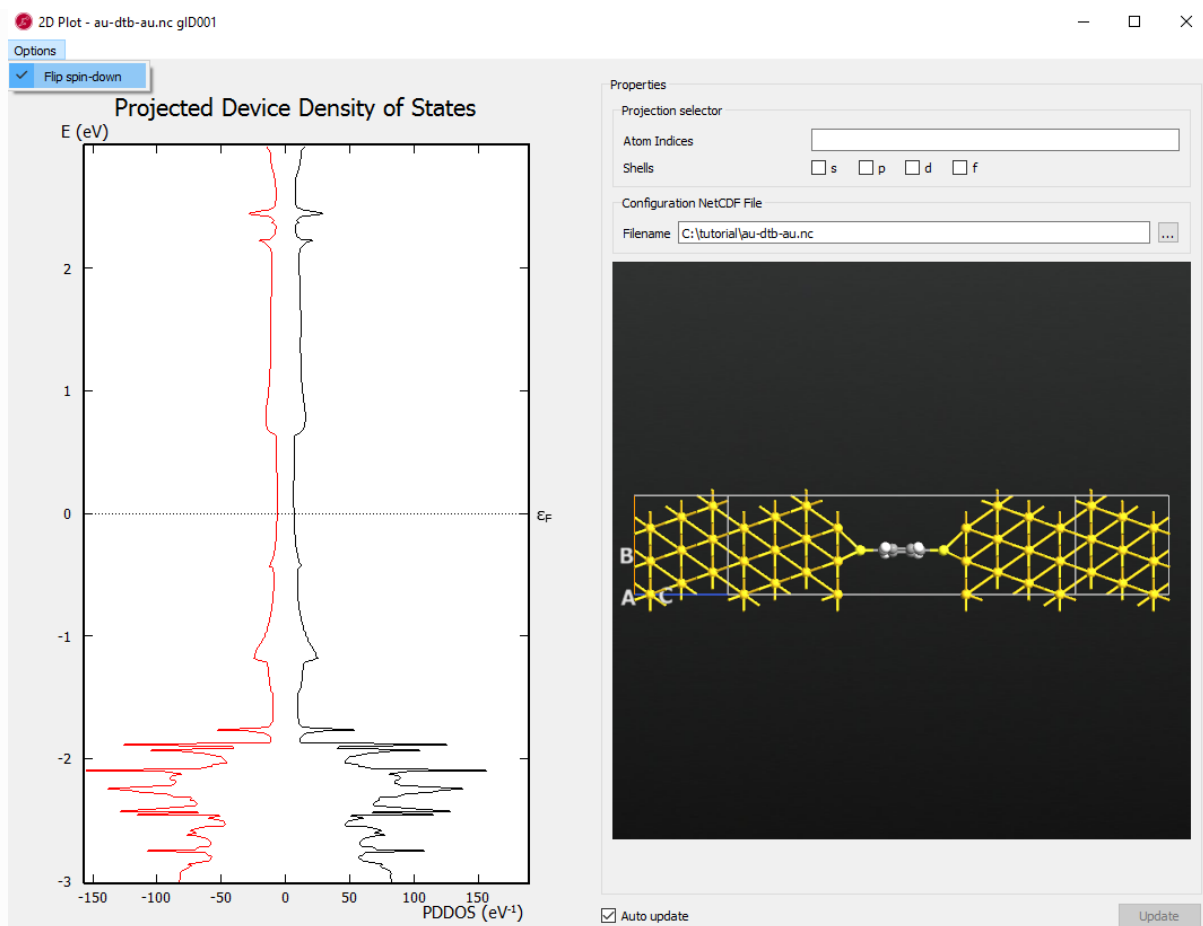 2D Plot - au-dtb-au.nc gID001
Options
Flip spin-down
Projected Device Density of States
E (eV)
2
1
0
εF
-1
-2
-3
-150 -100 -50 0 50 100 150
PDDOS (eV⁻¹)
Properties
Projection selector
Atom Indices
Shells s p d f
Configuration NetCDF File
Filename C:\tutorial\au-dtb-au.nc ...
B
A C
Auto update Update